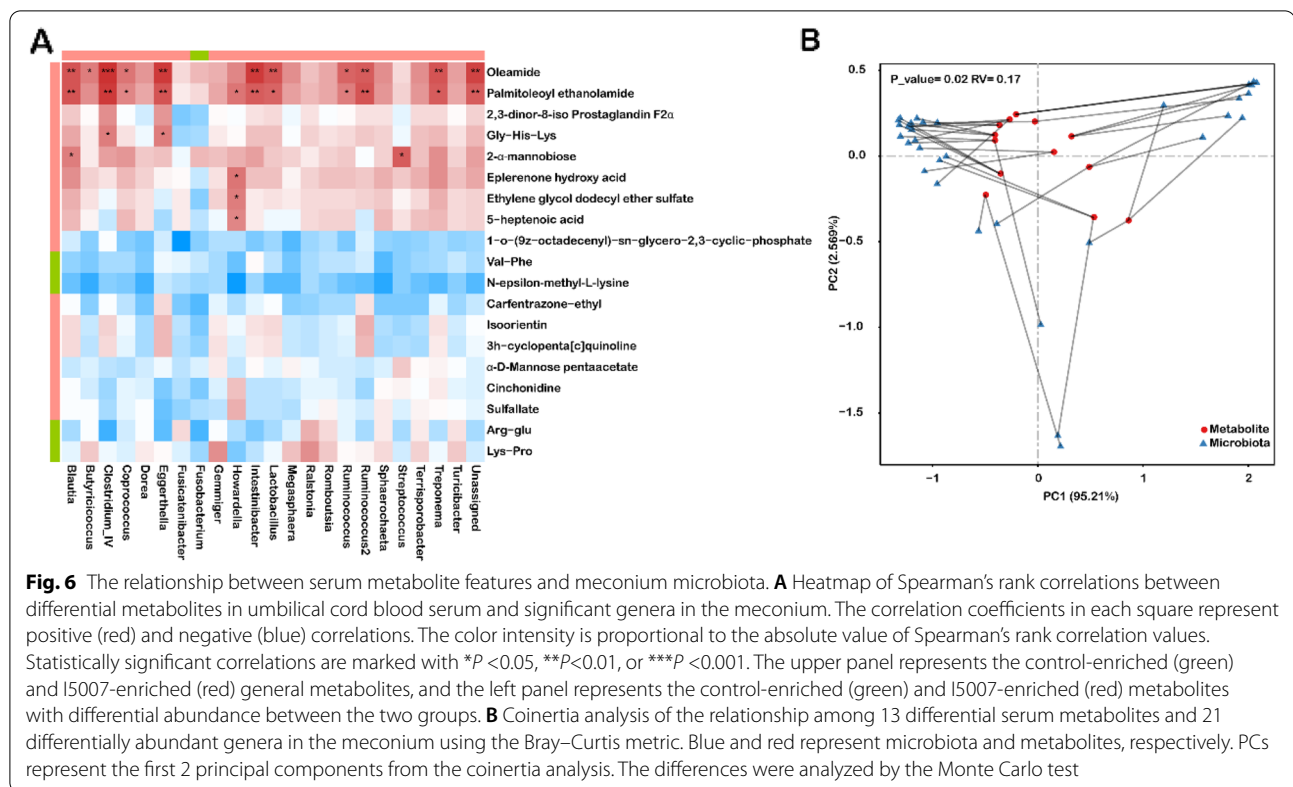 A
B
** * *** * ** ** ** * ** ** **
** ** * ** * ** * * ** * **
* *
* *
*
*
*
Oleamide
Palmitoleoyl ethanolamide
2,3-dinor-8-iso Prostaglandin F2α
Gly-His-Lys
2-α-mannobiose
Eplerenone hydroxy acid
Ethylene glycol dodecyl ether sulfate
5-heptenoic acid
1-o-(9z-octadecenyl)-sn-glycero-2,3-cyclic-phosphate
Val-Phe
N-epsilon-methyl-L-lysine
Carfentrazone-ethyl
Isoorientin
3h-cyclopenta[c]quinoline
α-D-Mannose pentaacetate
Cinchonidine
Sulfallate
Arg-glu
Lys-Pro
Blautia
Butyricicoccus
Clostridium_IV
Coprococcus
Dorea
Eggerthella
Fusicatenibacter
Fusobacterium
Gemmiger
Howardella
Intestinibacter
Lactobacillus
Megasphaera
Ralstonia
Romboutsia
Ruminococcus
Ruminococcus2
Sphaerochaeta
Streptococcus
Terrisporobacter
Treponema
Turicibacter
Unassigned
P_value= 0.02 RV= 0.17
0.5
0.0
-0.5
-1.0
-1.5
PC2 (2.569%)
-1 0 1 2
PC1 (95.21%)
Metabolite
Microbiota
Fig. 6 The relationship between serum metabolite features and meconium microbiota. A Heatmap of Spearman's rank correlations between
differential metabolites in umbilical cord blood serum and significant genera in the meconium. The correlation coefficients in each square represent
positive (red) and negative (blue) correlations. The color intensity is proportional to the absolute value of Spearman's rank correlation values.
Statistically significant correlations are marked with *P <0.05, **P<0.01, or ***P <0.001. The upper panel represents the control-enriched (green)
and I5007-enriched (red) general metabolites, and the left panel represents the control-enriched (green) and I5007-enriched (red) metabolites
with differential abundance between the two groups. B Coinertia analysis of the relationship among 13 differential serum metabolites and 21
differentially abundant genera in the meconium using the Bray–Curtis metric. Blue and red represent microbiota and metabolites, respectively. PCs
represent the first 2 principal components from the coinertia analysis. The differences were analyzed by the Monte Carlo test